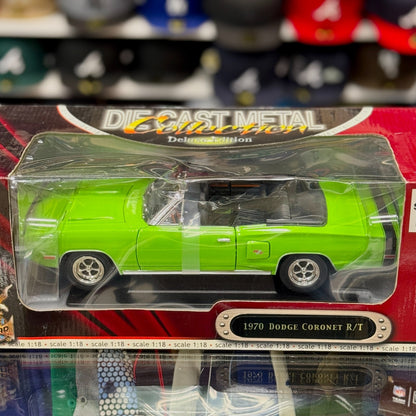 DIE CAST METAL
Collection
Deluxe Edition
1970 DODGE CORONET R/T
scale 1:18 • scale 1:18 • scale 1:18 • scale 1:18 • scale 1:18 • scale 1:18 • scale 1:18 • scale 1:18